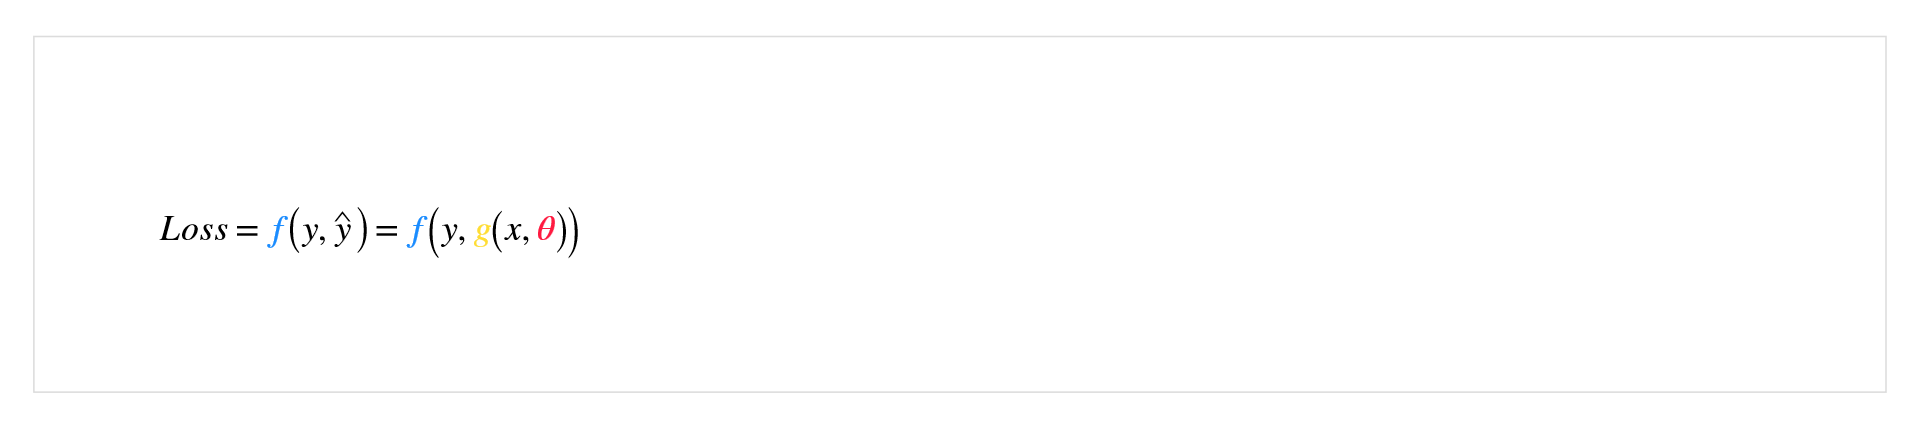 Loss = f(y, ŷ) = f(y, g(x, θ))